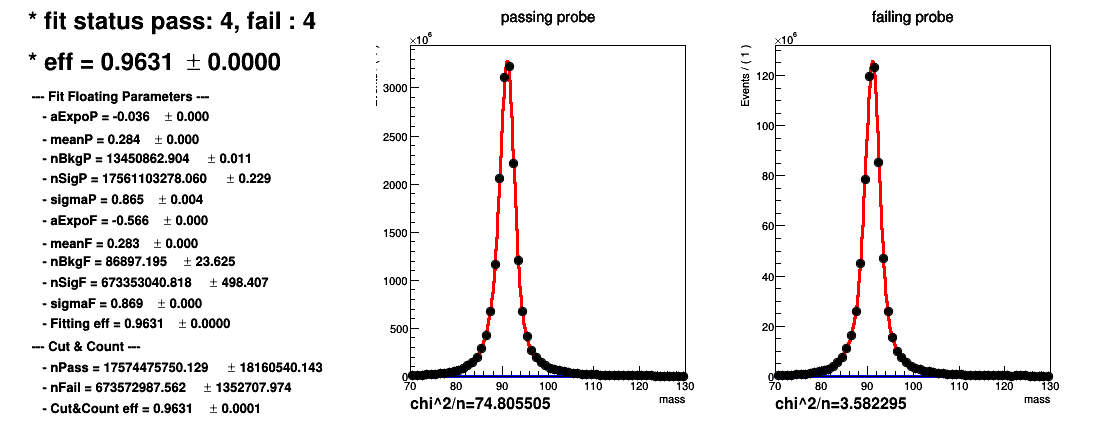 * fit status pass: 4, fail : 4
* eff = 0.9631 ± 0.0000
--- Fit Floating Parameters ---
- aExpoP = -0.036 ± 0.000
- meanP = 0.284 ± 0.000
- nBkgP = 13450862.904 ± 0.011
- nSigP = 17561103278.060 ± 0.229
- sigmaP = 0.865 ± 0.004
- aExpoF = -0.566 ± 0.000
- meanF = 0.283 ± 0.000
- nBkgF = 86897.195 ± 23.625
- nSigF = 673353040.818 ± 498.407
- sigmaF = 0.869 ± 0.000
- Fitting eff = 0.9631 ± 0.0000
--- Cut & Count ---
- nPass = 17574475750.129 ± 18160540.143
- nFail = 673572987.562 ± 1352707.974
- Cut&Count eff = 0.9631 ± 0.0001
passing probe
×10^6
3000
2500
2000
1500
1000
500
0
70 80 90 100 110 120 130
mass
chi^2/n=74.805505
failing probe
×10^6
Events / ( 1 )
120
100
80
60
40
20
0
70 80 90 100 110 120 130
mass
chi^2/n=3.582295